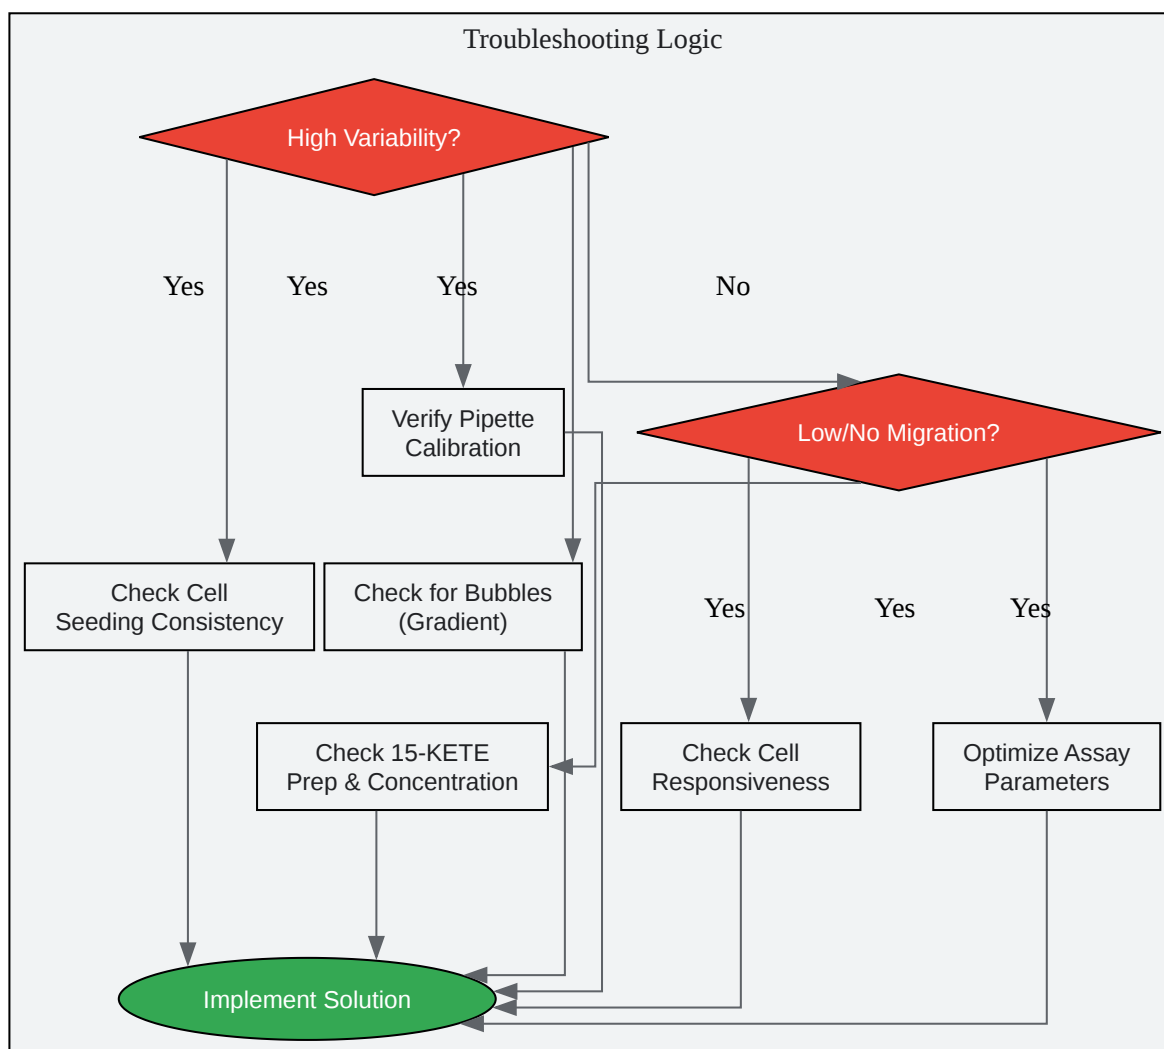 Troubleshooting Logic
High Variability?
Yes
Yes
Yes
No
Verify Pipette
Calibration
Low/No Migration?
Check Cell
Seeding Consistency
Check for Bubbles
(Gradient)
Yes
Yes
Yes
Check 15-KETE
Prep & Concentration
Check Cell
Responsiveness
Optimize Assay
Parameters
Implement Solution